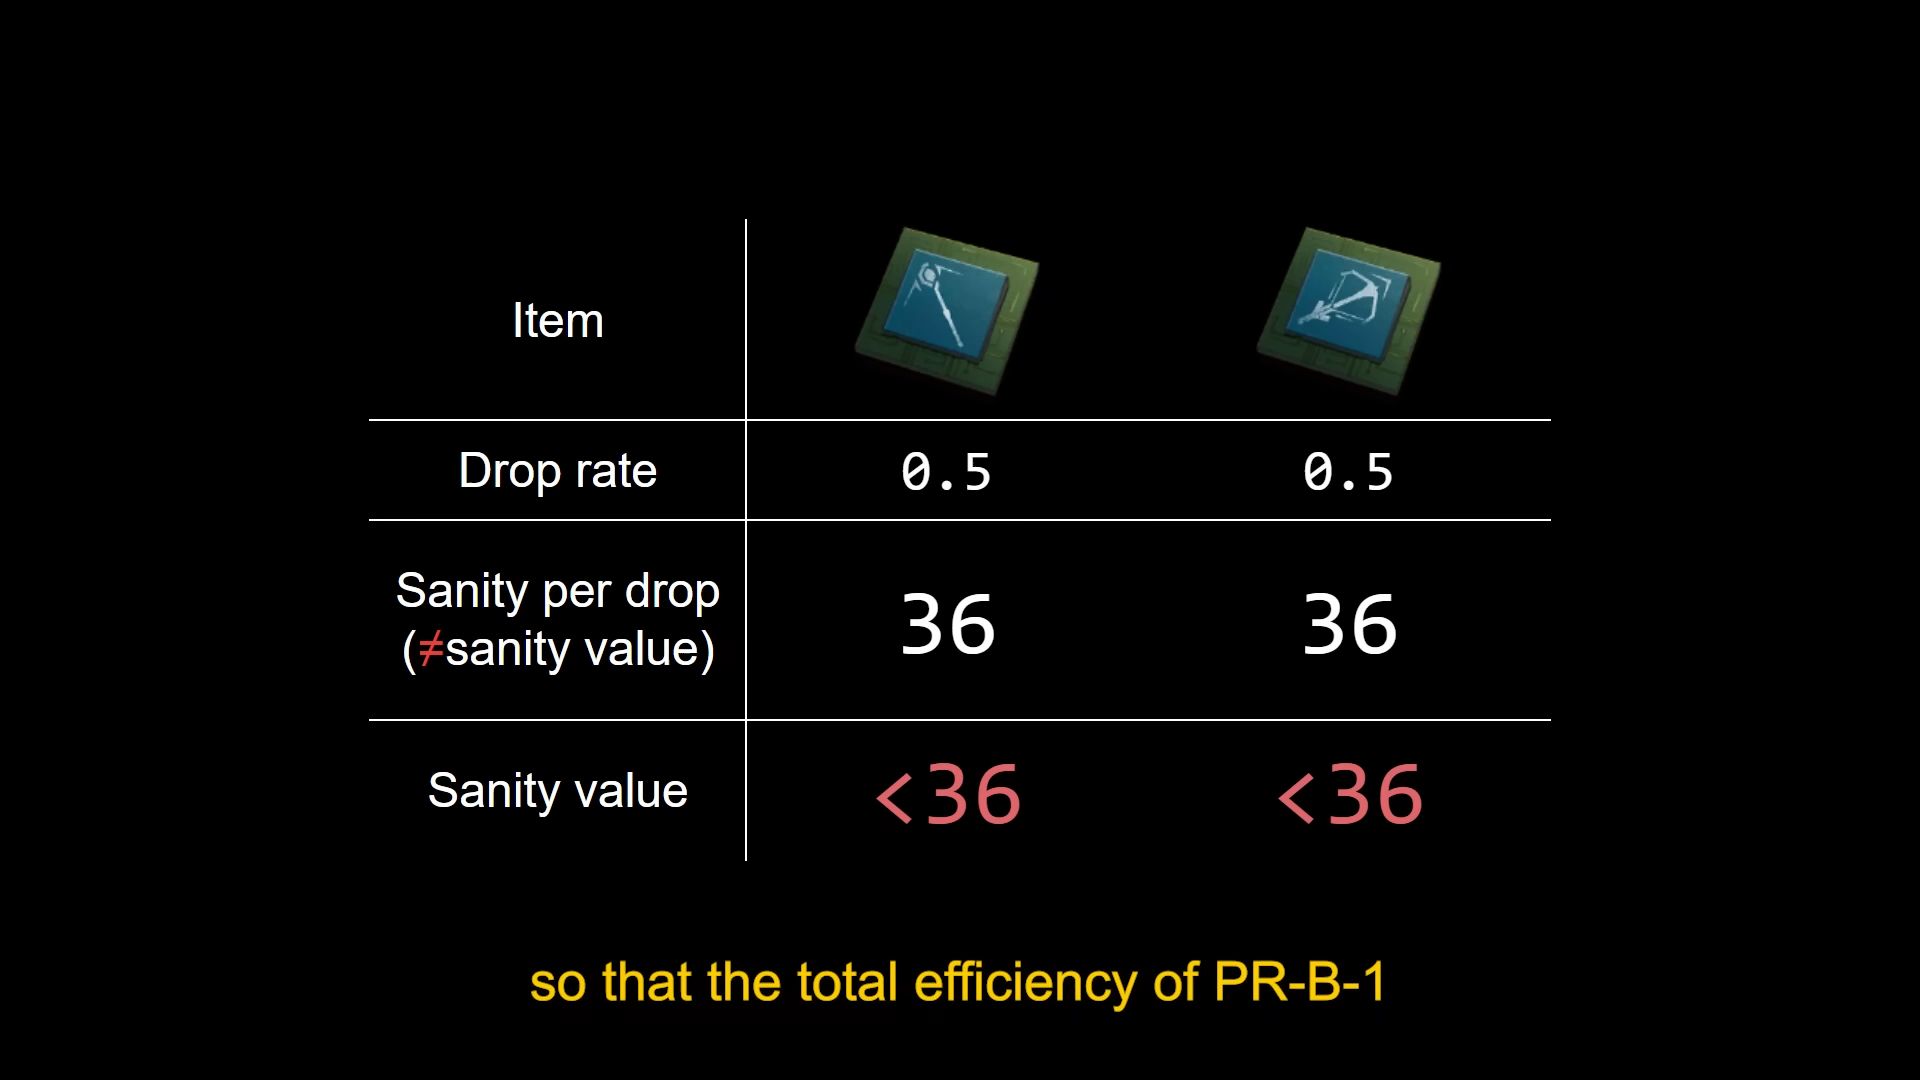 Item
Drop rate 0.5 0.5
Sanity per drop
(≠sanity value) 36 36
Sanity value <36 <36
so that the total efficiency of PR-B-1